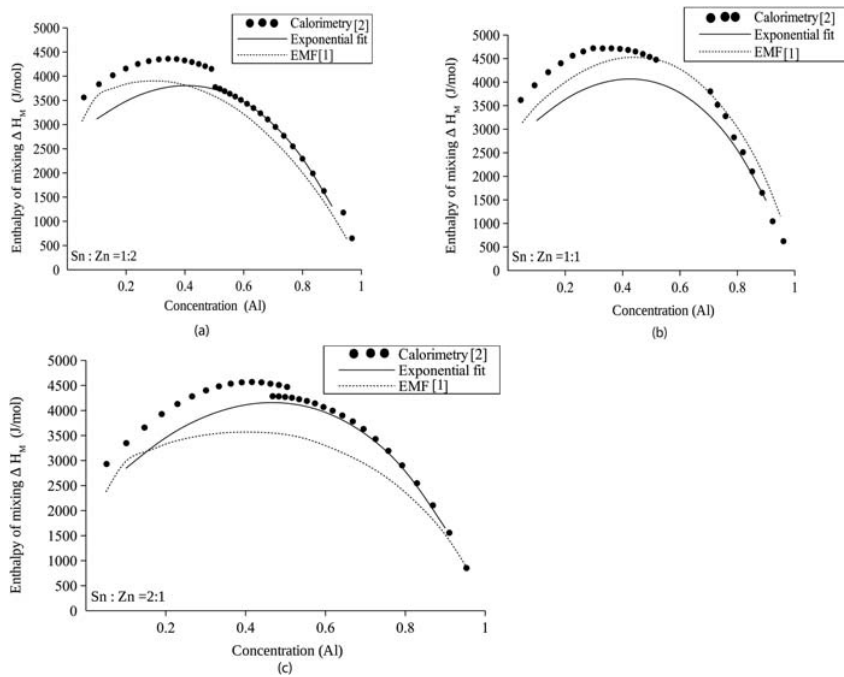 Calorimetry[2]
Exponential fit
EMF[1]
Enthalpy of mixing Δ H_M (J/mol)
5000
4500
4000
3500
3000
2500
2000
1500
1000
500
0
Sn : Zn =1:2
0.2
0.4
0.6
0.8
1
Concentration (Al)
(a)
Calorimetry[2]
Exponential fit
EMF[1]
Enthalpy of mixing Δ H_M (J/mol)
5000
4500
4000
3500
3000
2500
2000
1500
1000
500
0
Sn : Zn =1:1
0.2
0.4
0.6
0.8
1
Concentration (Al)
(b)
Calorimetry[2]
Exponential fit
EMF [1]
Enthalpy of mixing Δ H_M (J/mol)
5000
4500
4000
3500
3000
2500
2000
1500
1000
500
0
Sn : Zn =2:1
0.2
0.4
0.6
0.8
1
Concentration (Al)
(c)